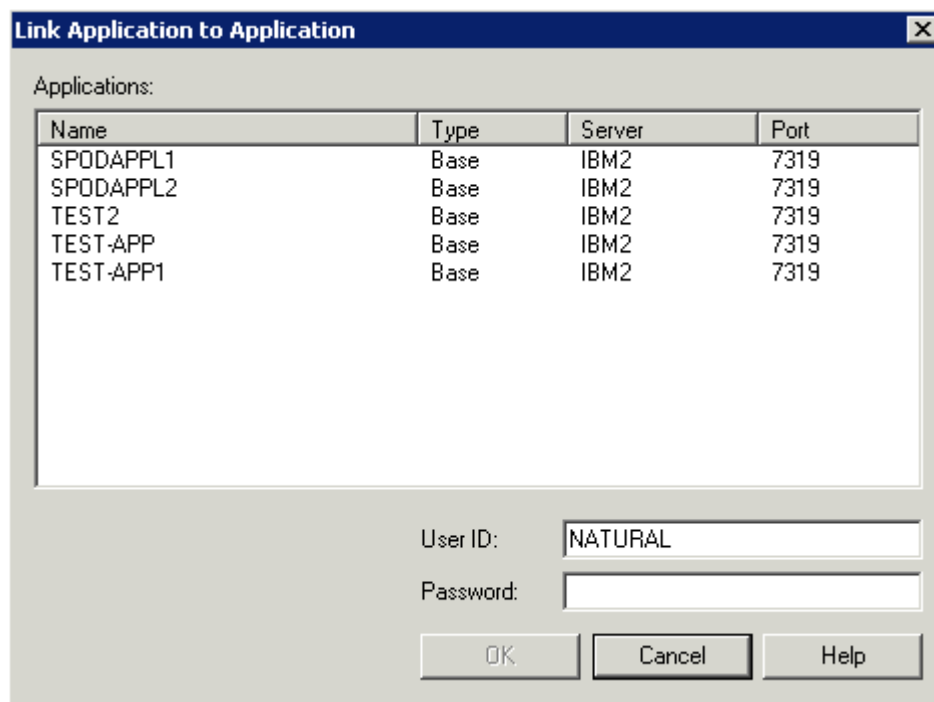 Link Application to Application
Applications:
Name Type Server Port
SPODAPPL1 Base IBM2 7319
SPODAPPL2 Base IBM2 7319
TEST2 Base IBM2 7319
TEST-APP Base IBM2 7319
TEST-APP1 Base IBM2 7319
User ID: NATURAL
Password:
OK Cancel Help